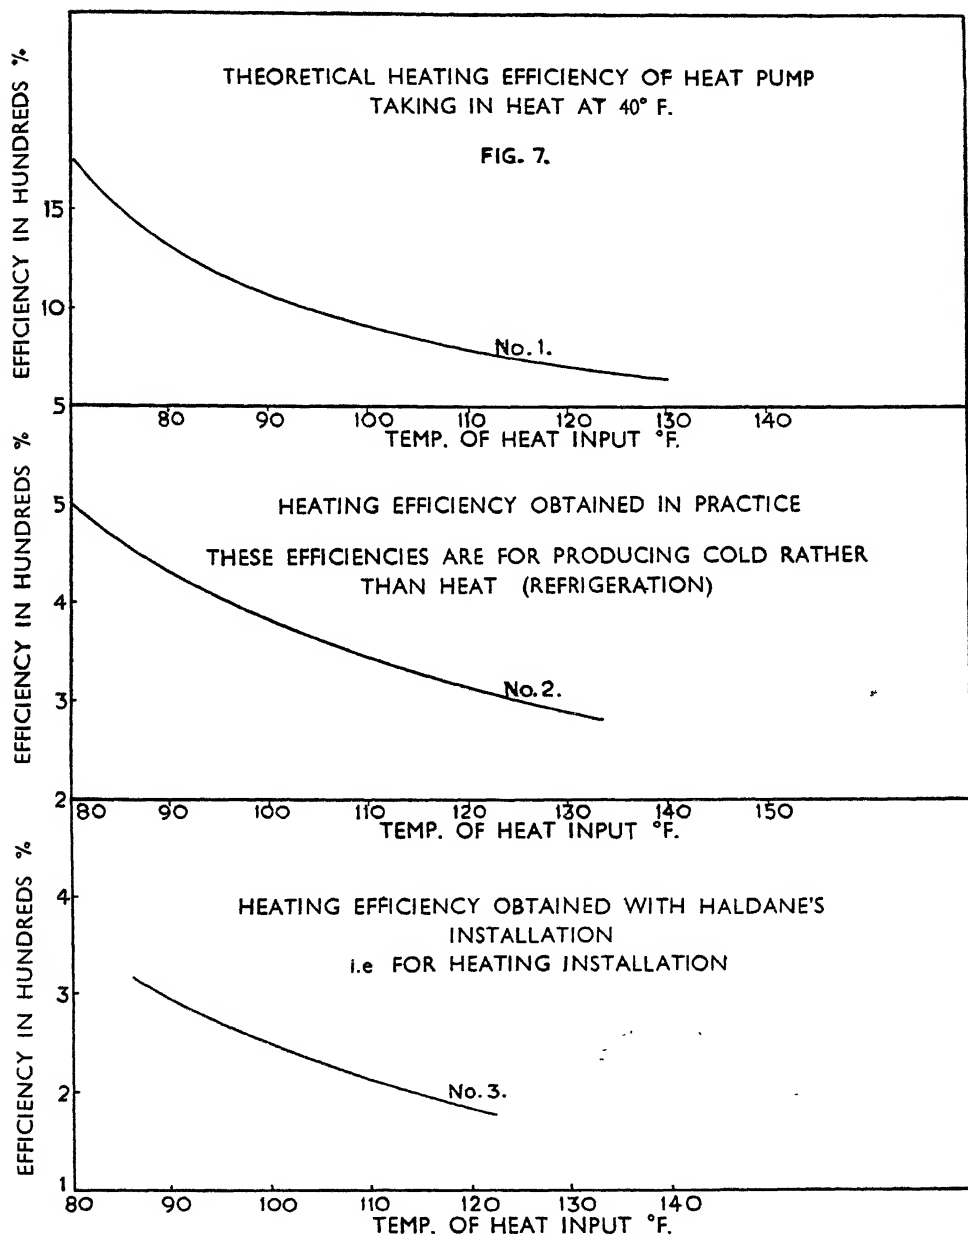 EFFICIENCY IN HUNDREDS %
THEORETICAL HEATING EFFICIENCY OF HEAT PUMP
TAKING IN HEAT AT 40° F.
FIG. 7.
15
10
5
No. 1.
80 90 100 110 120 130 140
TEMP. OF HEAT INPUT °F.
EFFICIENCY IN HUNDREDS %
HEATING EFFICIENCY OBTAINED IN PRACTICE
THESE EFFICIENCIES ARE FOR PRODUCING COLD RATHER
THAN HEAT (REFRIGERATION)
5
4
3
2
No. 2.
80 90 100 110 120 130 140 150
TEMP. OF HEAT INPUT °F.
EFFICIENCY IN HUNDREDS %
HEATING EFFICIENCY OBTAINED WITH HALDANE'S
INSTALLATION
i.e FOR HEATING INSTALLATION
4
3
2
1
No. 3.
80 90 100 110 120 130 140
TEMP. OF HEAT INPUT °F.